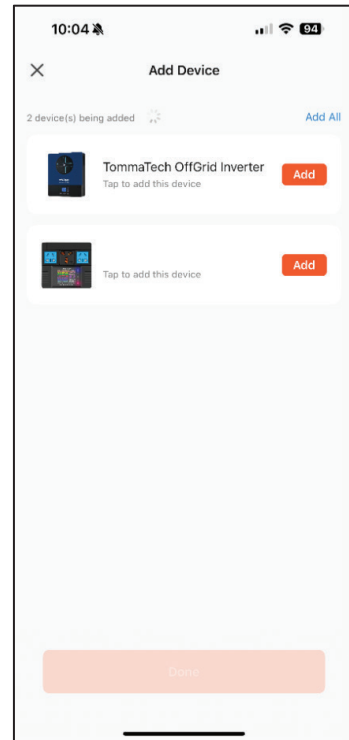 10:04
94
Add Device
2 device(s) being added
Add All
TommaTech OffGrid Inverter
Tap to add this device
Add
Tap to add this device
Add
Done